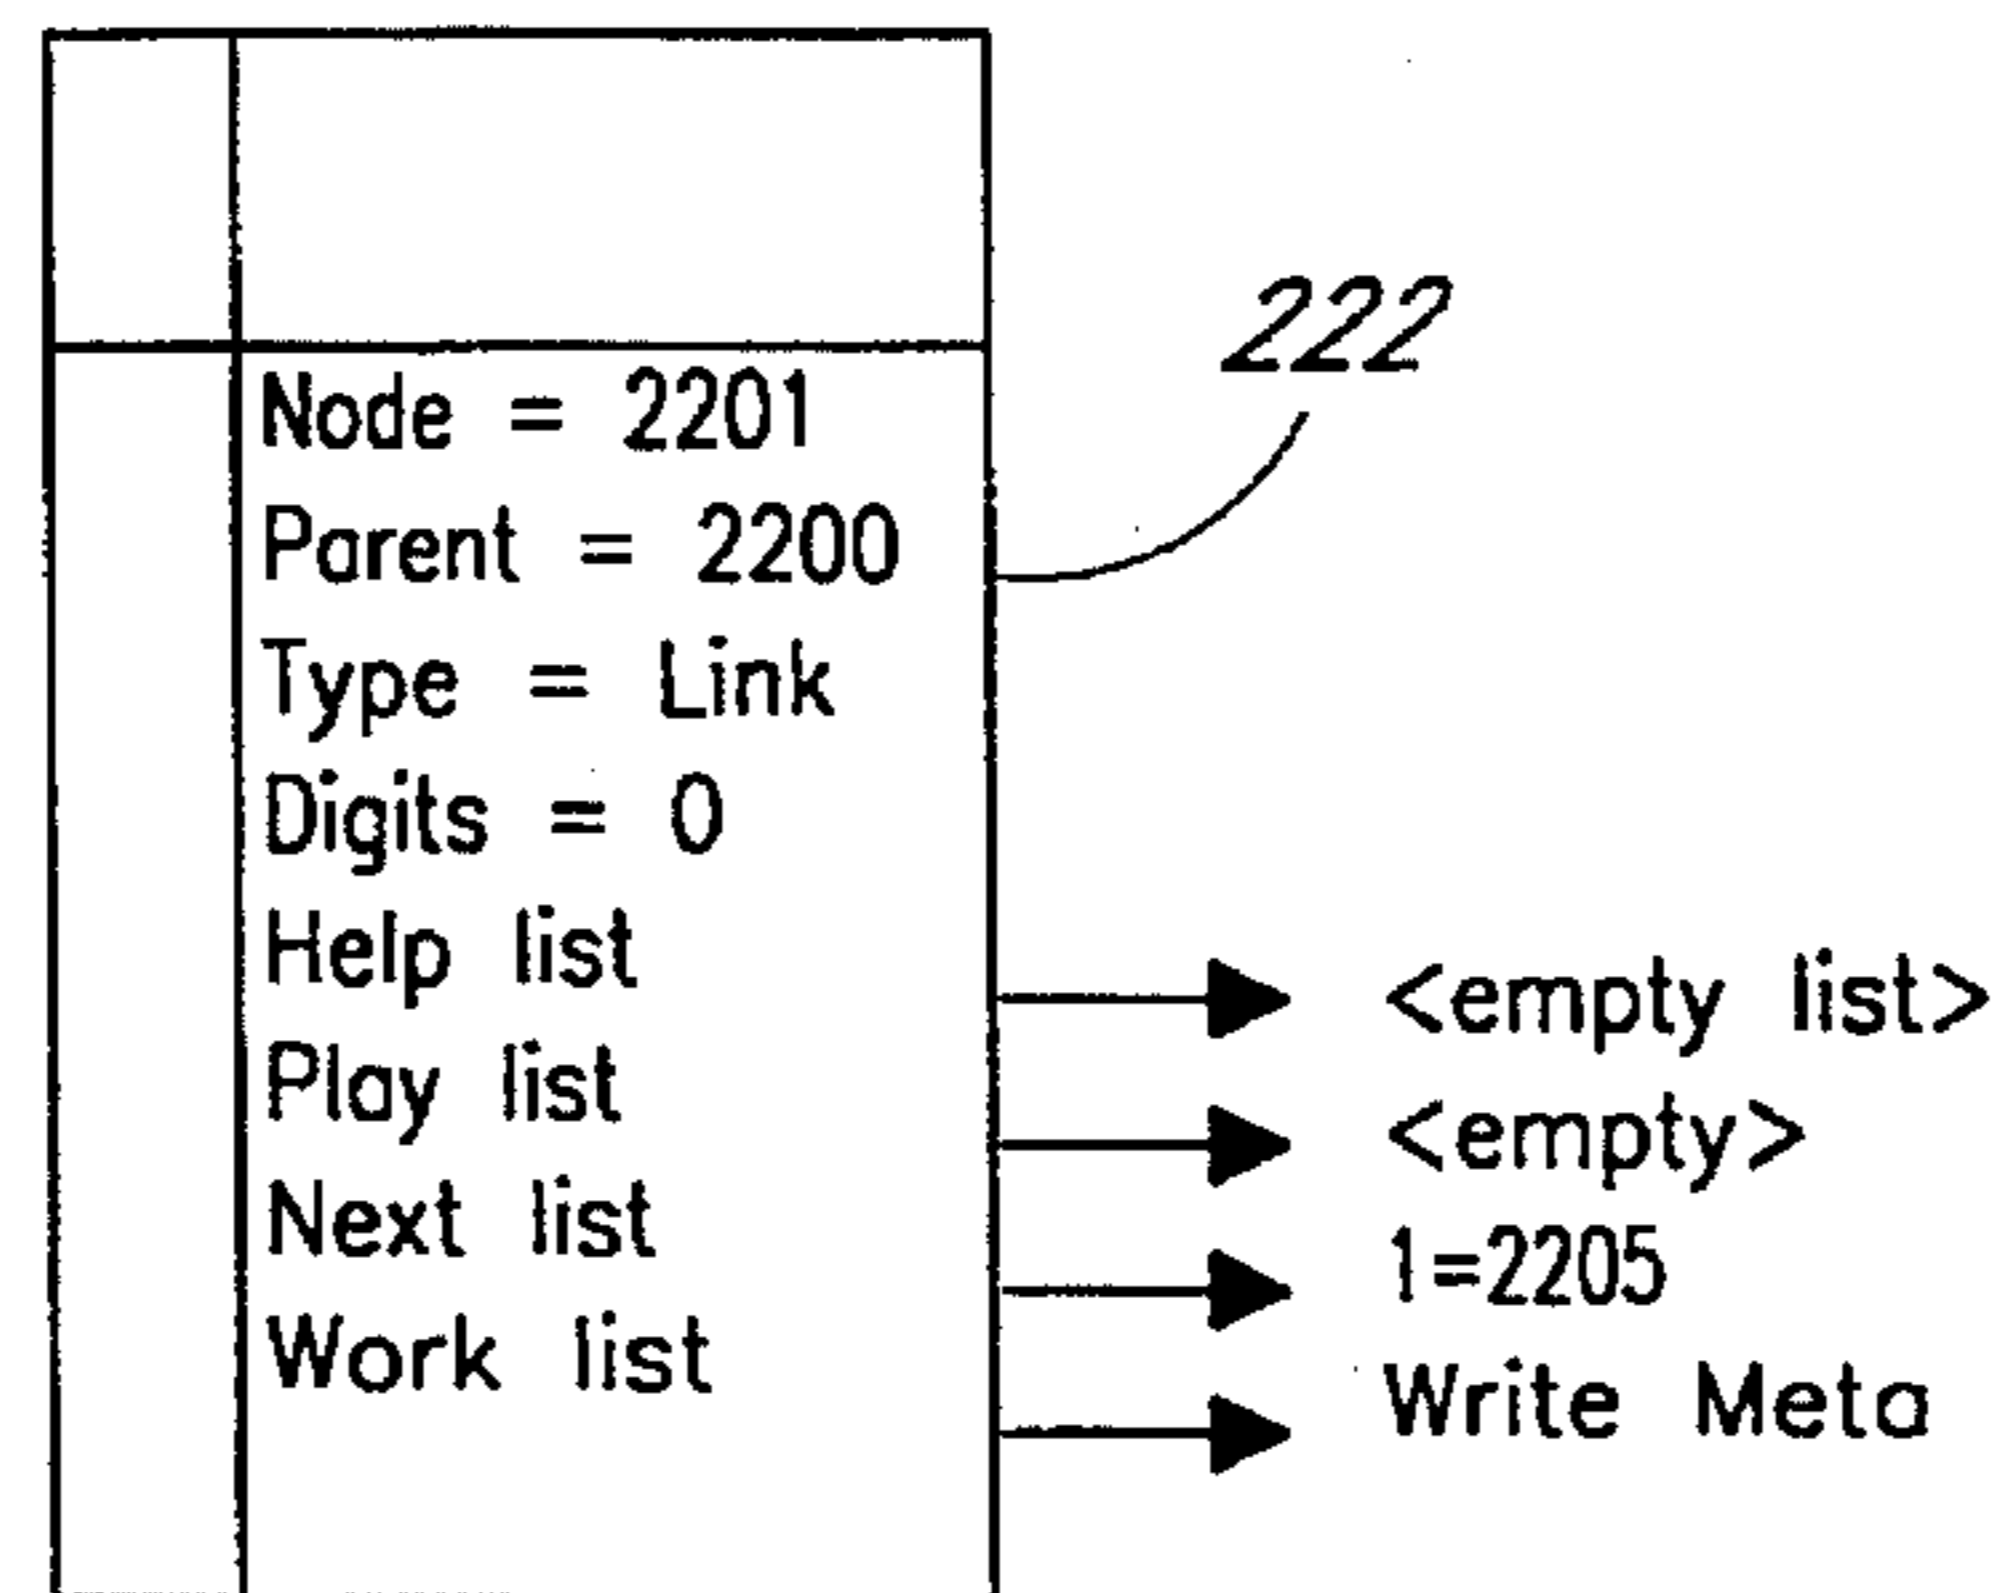 222
Node = 2201
Parent = 2200
Type = Link
Digits = 0
Help list
Play list
Next list
Work list
<empty list>
<empty>
1=2205
Write Meta